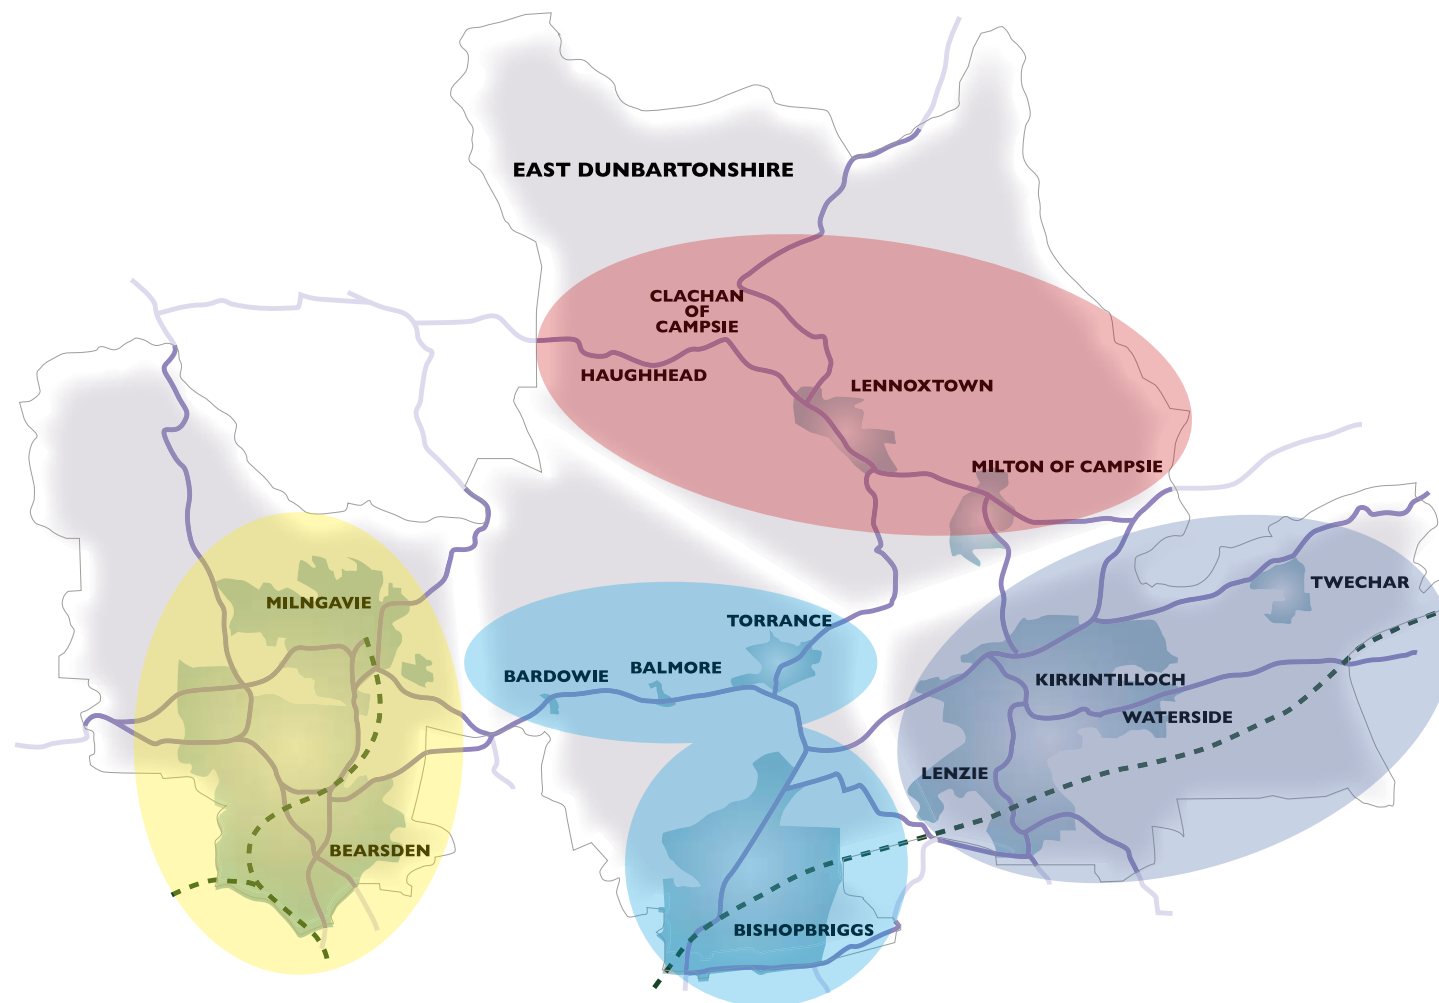 EAST DUNBARTONSHIRE
CLACHAN
OF
CAMPSIE
HAUGHHEAD
LENNOXTOWN
MILTON OF CAMPSIE
TWECHAR
MILNGAVIE
TORRANCE
BALMORE
BARDOWIE
KIRKINTILLOCH
WATERSIDE
LENZIE
BEARSDEN
BISHOPBRIGGS